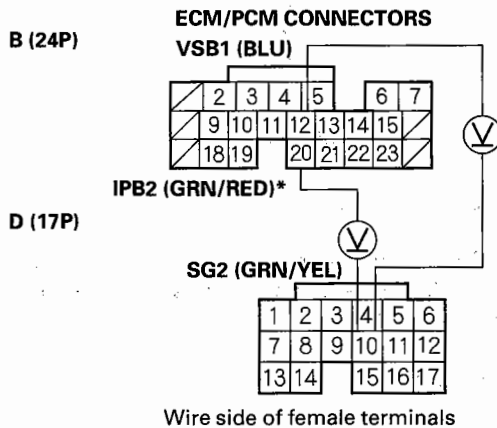 ECM/PCM CONNECTORS
B (24P)
VSB1 (BLU)
2 3 4 5 6 7
9 10 11 12 13 14 15
18 19 20 21 22 23
V
IPB2 (GRN/RED)*
D (17P)
V
SG2 (GRN/YEL)
1 2 3 4 5 6
7 8 9 10 11 12
13 14 15 16 17
Wire side of female terminals